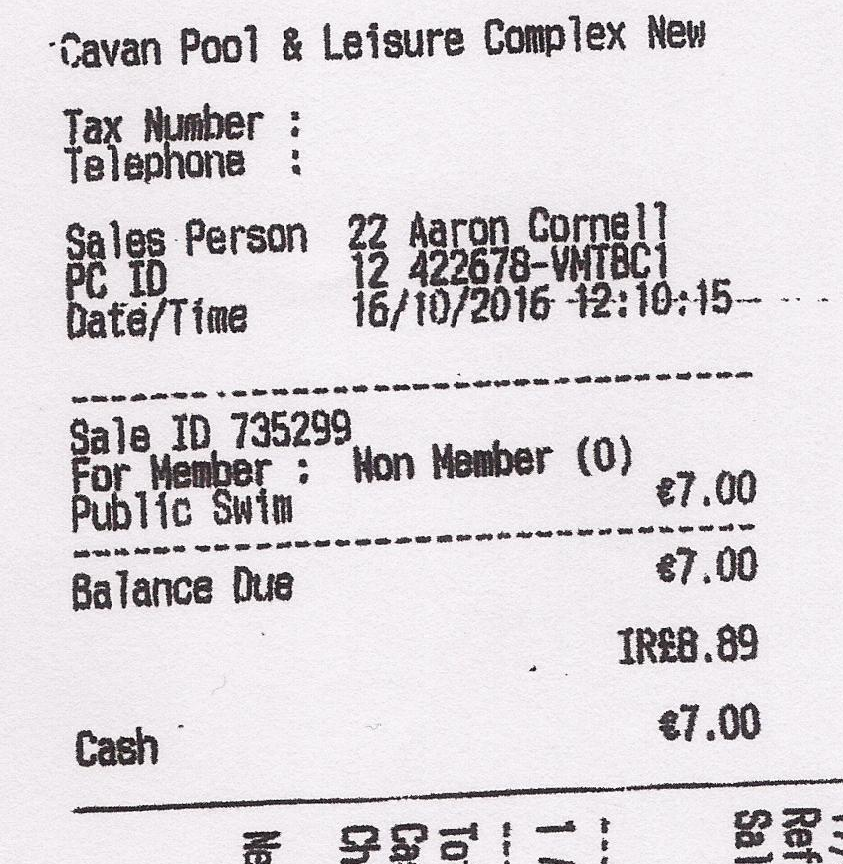 Cavan Pool & Leisure Complex New
Tax Number :
Telephone :
Sales Person 22 Aaron Cornell
PC ID 12 422678-VMTBC1
Date/Time 16/10/2016 12:10:15
Sale ID 735299
For Member : Non Member (0)
Public Swim €7.00
Balance Due €7.00
IR£8.89
Cash €7.00